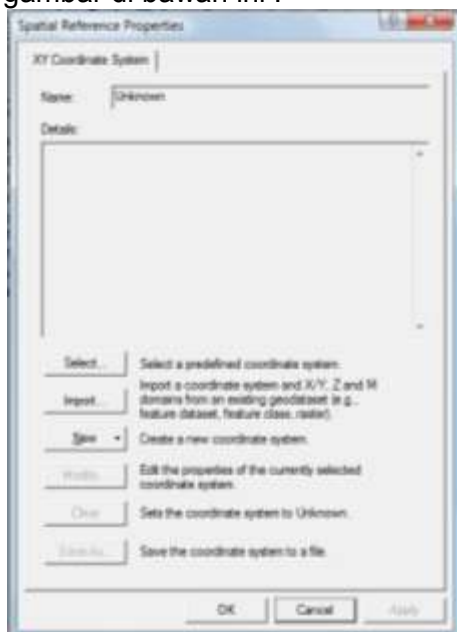 gambar di bawah ini :
Spatial Reference Properties
XY Coordinate System
Name: Unknown
Details:
Select... Select a predefined coordinate system.
Import... Import a coordinate system and X/Y, Z and M
domains from an existing geodataset (e.g.,
feature dataset, feature class, raster).
New Create a new coordinate system.
Modify... Edit the properties of the currently selected
coordinate system.
Clear Sets the coordinate system to Unknown.
Save As... Save the coordinate system to a file.
OK Cancel Apply